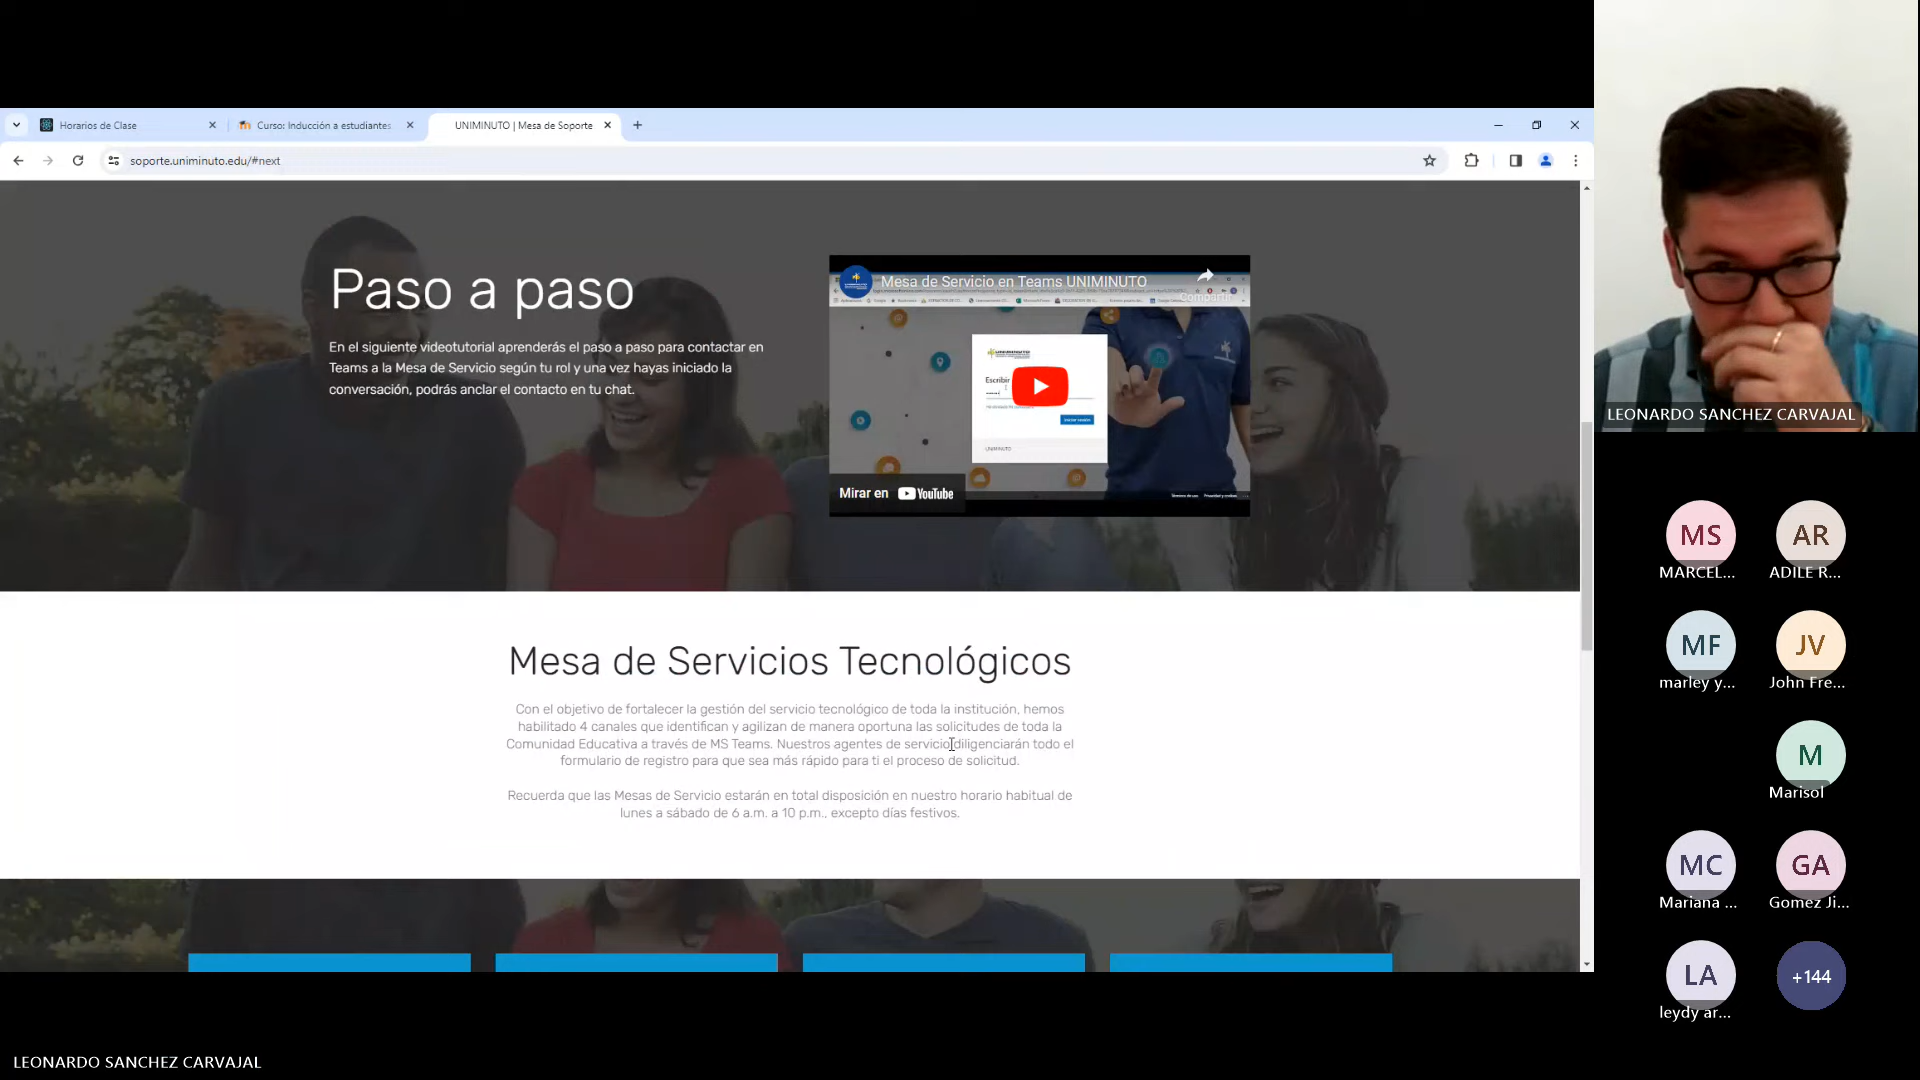 Horarios de Clase
Curso: Inducción a estudiantes
UNIMINUTO | Mesa de Soporte
soporte.uniminuto.edu/#next
Paso a paso
En el siguiente videotutorial aprenderás el paso a paso para contactar en
Teams a la Mesa de Servicio según tu rol y una vez hayas iniciado la
conversación, podrás anclar el contacto en tu chat.
Mesa de Servicio en Teams UNIMINUTO
Compartir
UNIMINUTO
Escribir
UNIMINUTO
Mirar en YouTube
Mesa de Servicios Tecnológicos
Con el objetivo de fortalecer la gestión del servicio tecnológico de toda la institución, hemos
habilitado 4 canales que identifican y agilizan de manera oportuna las solicitudes de toda la
Comunidad Educativa a través de MS Teams. Nuestros agentes de servicio diligenciarán todo el
formulario de registro para que sea más rápido para ti el proceso de solicitud.
Recuerda que las Mesas de Servicio estarán en total disposición en nuestro horario habitual de
lunes a sábado de 6 a.m. a 10 p.m., excepto días festivos.
LEONARDO SANCHEZ CARVAJAL
MS
AR
MARCEL...
ADILE R...
MF
JV
marley y...
John Fre...
M
Marisol
MC
GA
Mariana ...
Gomez Ji...
LA
+144
leydy ar...
LEONARDO SANCHEZ CARVAJAL